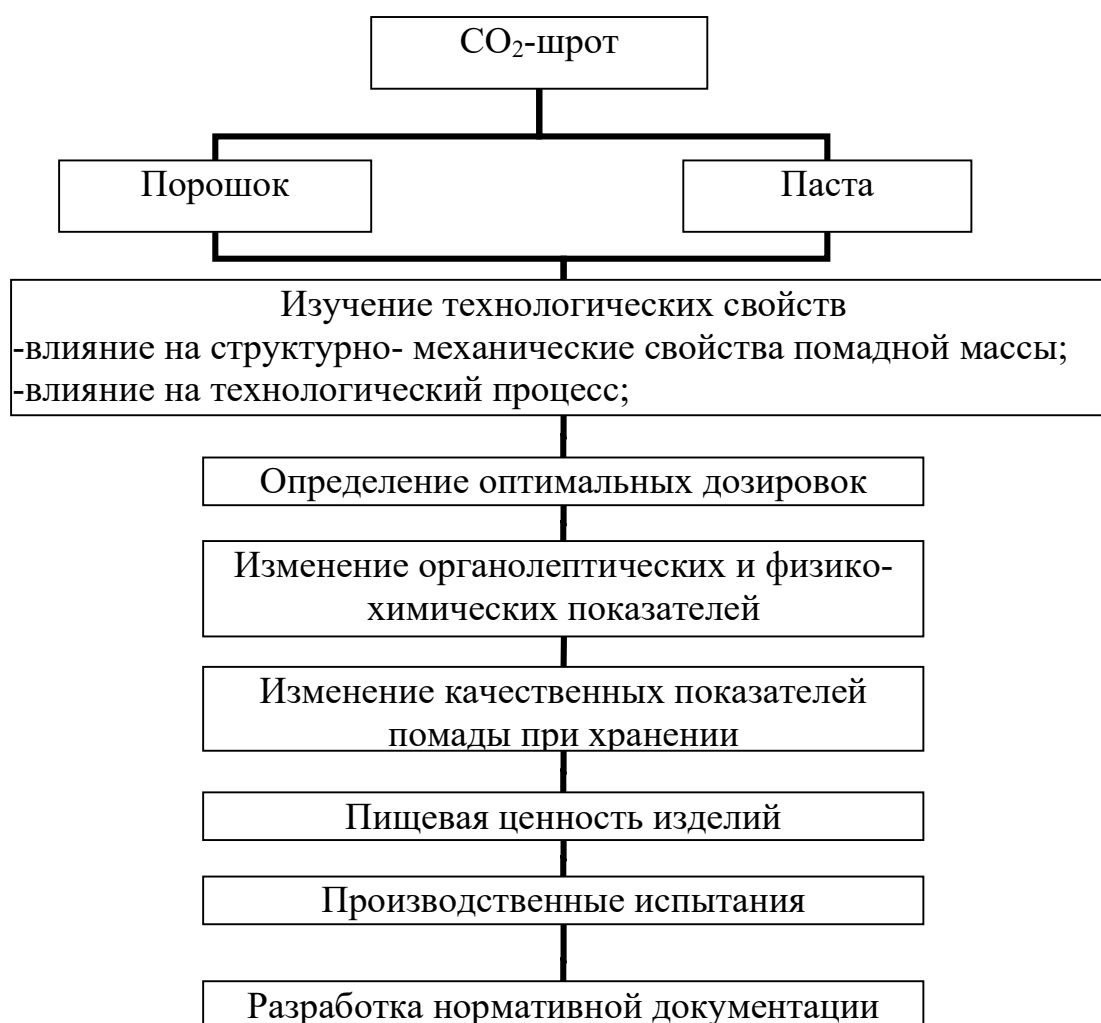 СО₂-шрот
Порошок
Паста
Изучение технологических свойств
-влияние на структурно- механические свойства помадной массы;
-влияние на технологический процесс;
Определение оптимальных дозировок
Изменение органолептических и физико-
химических показателей
Изменение качественных показателей
помады при хранении
Пищевая ценность изделий
Производственные испытания
Разработка нормативной документации